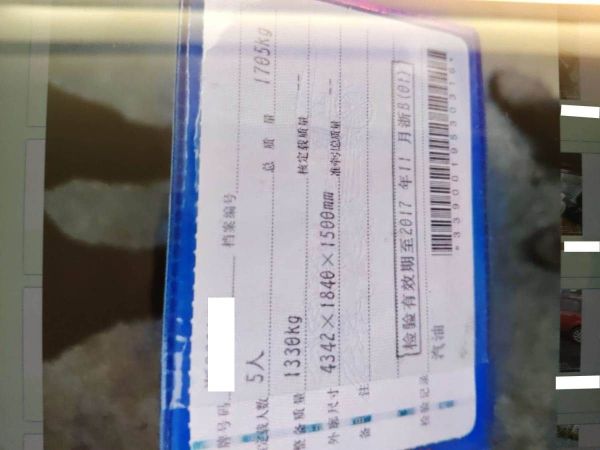 牌号码 档案编号
定载人数 5人 总质量 1705kg
整备质量 1330kg 核定载质量 --
外廓尺寸 4342×1840×1500mm 准牵引总质量 --
备 注
检验有效期至2017年11月浙B(01)
检验记录 汽油